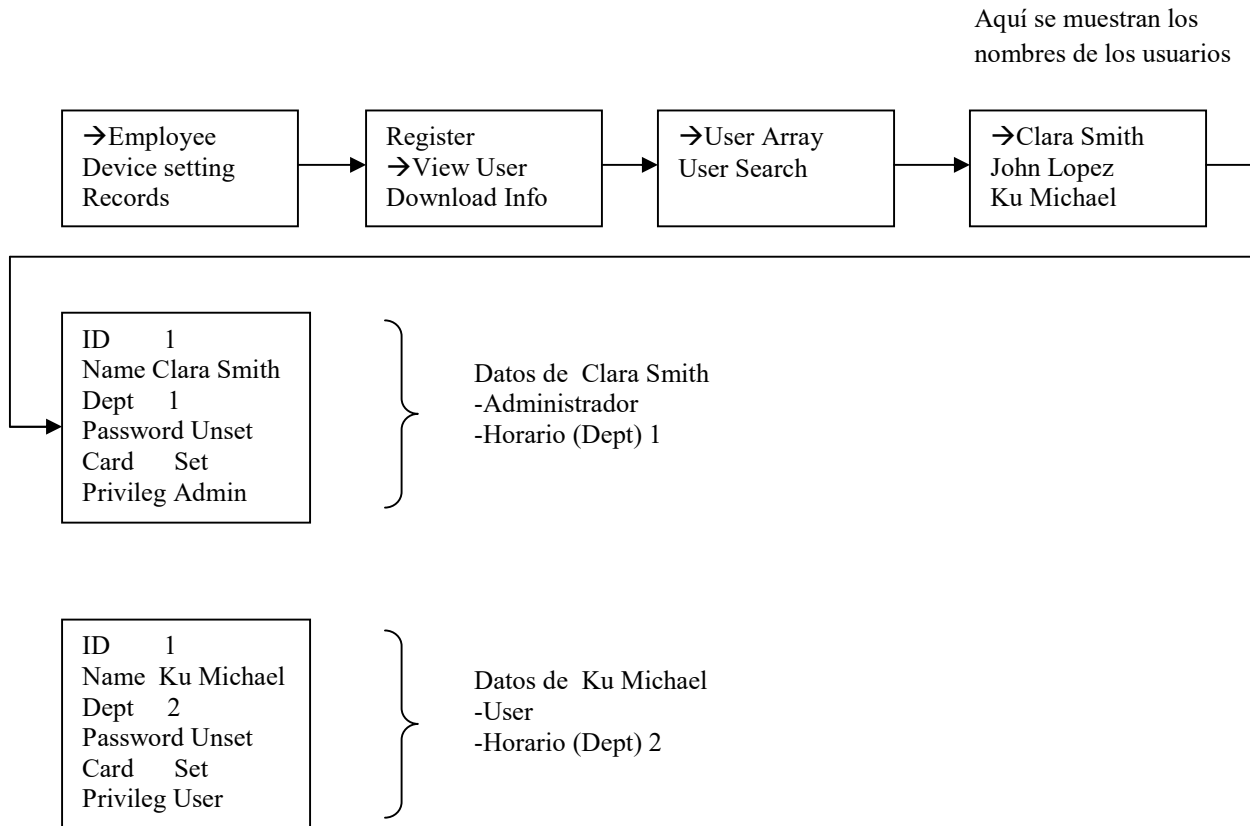 Aquí se muestran los
nombres de los usuarios
→Employee
Device setting
Records
Register
→View User
Download Info
→User Array
User Search
→Clara Smith
John Lopez
Ku Michael
ID 1
Name Clara Smith
Dept 1
Password Unset
Card Set
Privileg Admin
Datos de Clara Smith
-Administrador
-Horario (Dept) 1
ID 1
Name Ku Michael
Dept 2
Password Unset
Card Set
Privileg User
Datos de Ku Michael
-User
-Horario (Dept) 2